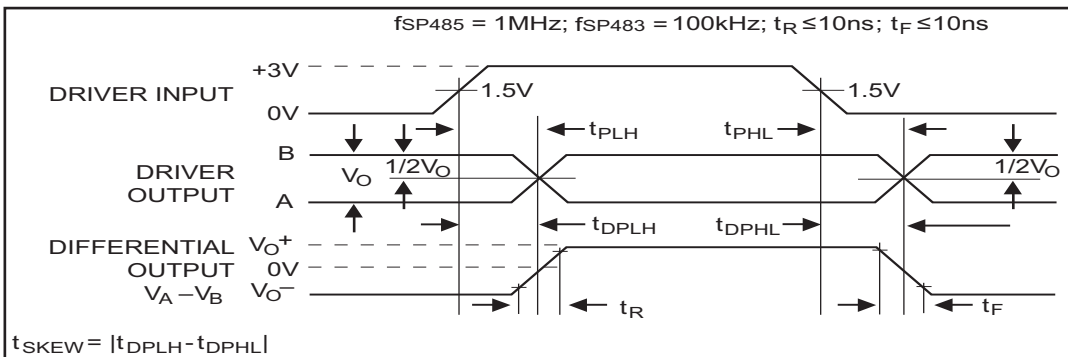 fSP485 = 1MHz; fSP483 = 100kHz; tR ≤10ns; tF ≤10ns
+3V
DRIVER INPUT
1.5V
1.5V
0V
tPLH
tPHL
B
DRIVER
OUTPUT
VO
1/2VO
1/2VO
A
tDPLH
tDPHL
DIFFERENTIAL
OUTPUT
VA –VB
VO+
0V
VO–
tR
tF
tSKEW = |tDPLH - tDPHL|